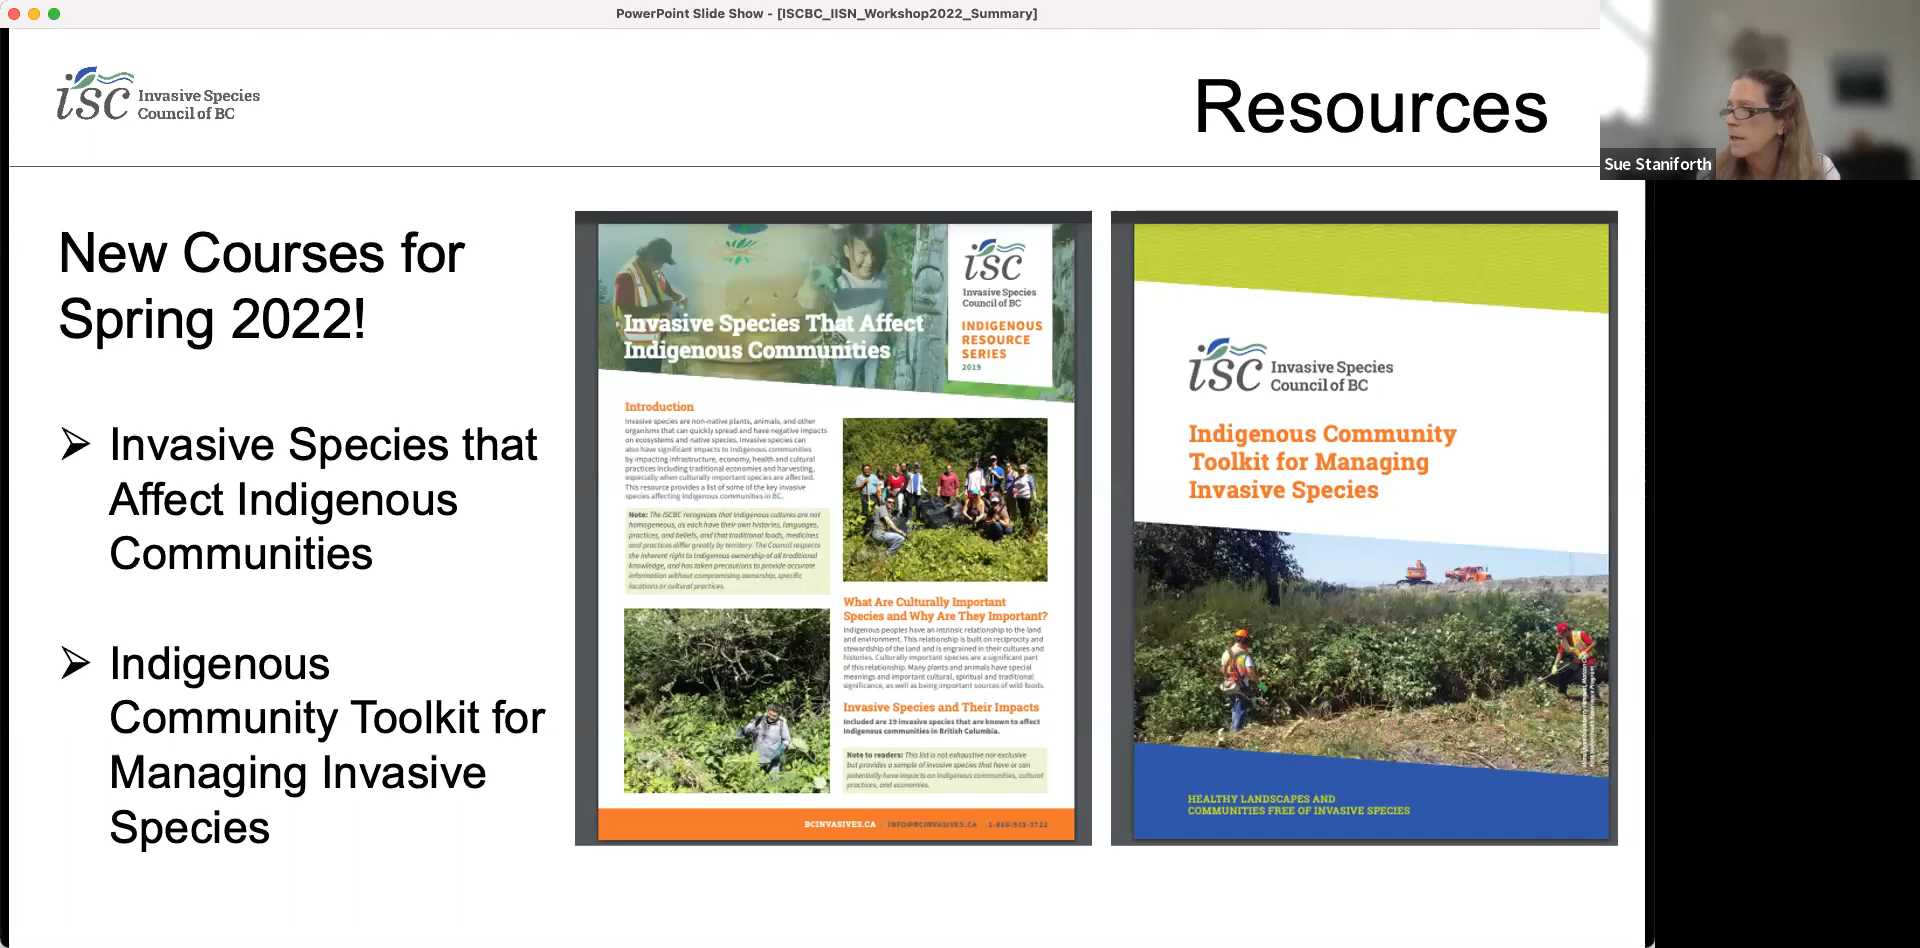 PowerPoint Slide Show - [ISCBC_IISN_Workshop2022_Summary]
isc Invasive Species
Council of BC
Resources
Sue Staniforth
New Courses for
Spring 2022!
Invasive Species that
Affect Indigenous
Communities
Indigenous
Community Toolkit for
Managing Invasive
Species
Invasive Species That Affect
Indigenous Communities
isc
Invasive Species
Council of BC
INDIGENOUS
RESOURCE
SERIES
2019
Introduction
Invasive species are non-native plants, animals, and other
organisms that can quickly spread and have negative impacts
on ecosystems and native species. Invasive species can
also have significant impacts to Indigenous communities
by impacting infrastructure, economy, health and cultural
practices including traditional economies and harvesting,
especially when culturally important species are affected.
This resource provides a list of some of the key invasive
species affecting Indigenous communities in BC.
Note: The ISCBC recognizes that Indigenous cultures are not
homogeneous, as each have their own histories, languages,
practices, and beliefs, and that traditional foods, medicines
and practices differ greatly by territory. The Council respects
the inherent right to Indigenous ownership of all traditional
knowledge, and has taken precautions to provide accurate
information without compromising ownership, specific
locations or cultural practices.
What Are Culturally Important
Species and Why Are They Important?
Indigenous peoples have an intrinsic relationship to the land
and environment. This relationship is built on reciprocity and
stewardship of the land and is engrained in their cultures and
histories. Culturally important species are a significant part
of this relationship. Many plants and animals have special
meanings and important cultural, spiritual and traditional
significance, as well as being important sources of wild foods.
Invasive Species and Their Impacts
Included are 19 invasive species that are known to affect
Indigenous communities in British Columbia.
Note to readers: This list is not exhaustive nor exclusive
but provides a sample of invasive species that have or can
potentially have impacts on Indigenous communities, cultural
practices, and economies.
BCINVASIVES.CA | INFO@BCINVASIVES.CA | 1-888-933-3722
isc Invasive Species
Council of BC
Indigenous Community
Toolkit for Managing
Invasive Species
HEALTHY LANDSCAPES AND
COMMUNITIES FREE OF INVASIVE SPECIES